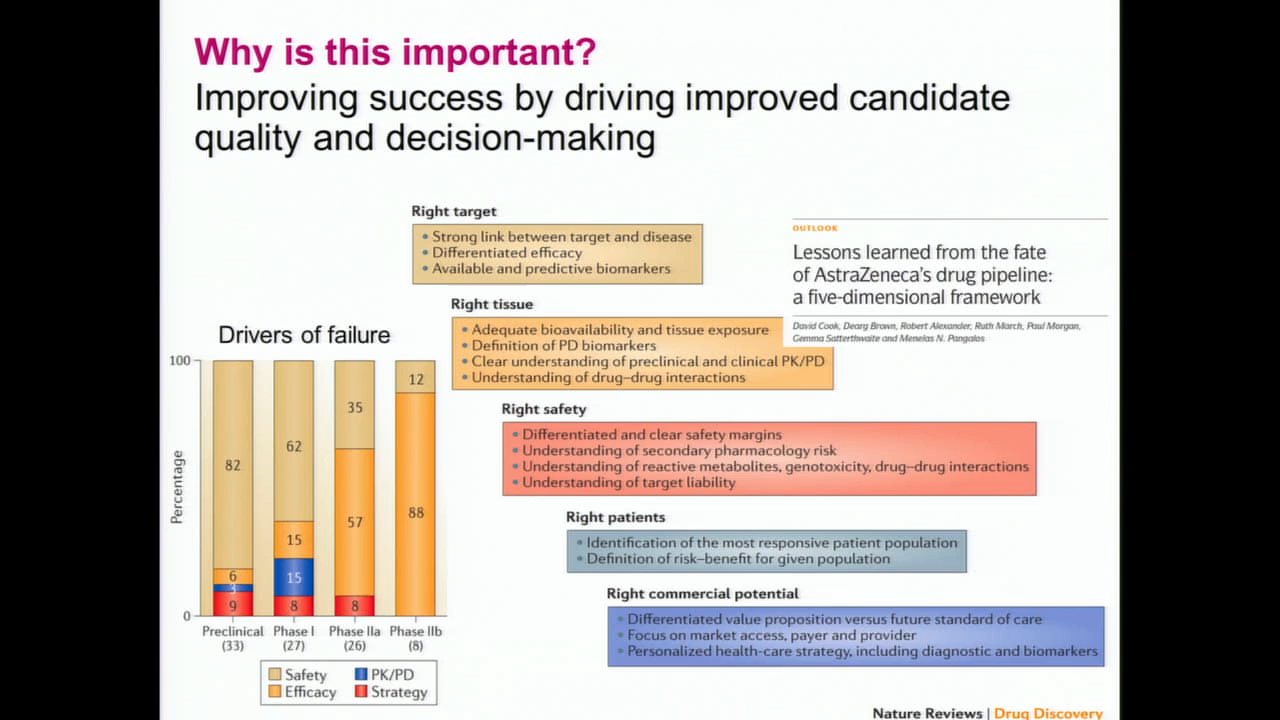 Why is this important?
Improving success by driving improved candidate
quality and decision-making
Right target
• Strong link between target and disease
• Differentiated efficacy
• Available and predictive biomarkers
OUTLOOK
Lessons learned from the fate
of AstraZeneca's drug pipeline:
a five-dimensional framework
David Cook, Dearg Brown, Robert Alexander, Ruth March, Paul Morgan,
Gemma Satterthwaite and Menelas N. Pangalos
Right tissue
• Adequate bioavailability and tissue exposure
• Definition of PD biomarkers
• Clear understanding of preclinical and clinical PK/PD
• Understanding of drug–drug interactions
Right safety
• Differentiated and clear safety margins
• Understanding of secondary pharmacology risk
• Understanding of reactive metabolites, genotoxicity, drug–drug interactions
• Understanding of target liability
Right patients
• Identification of the most responsive patient population
• Definition of risk–benefit for given population
Right commercial potential
• Differentiated value proposition versus future standard of care
• Focus on market access, payer and provider
• Personalized health-care strategy, including diagnostic and biomarkers
Drivers of failure
Percentage
100
0
82
6
3
9
62
15
15
8
35
57
8
12
88
Preclinical Phase I Phase IIa Phase IIb
(33) (27) (26) (8)
Safety PK/PD
Efficacy Strategy
Nature Reviews | Drug Discovery